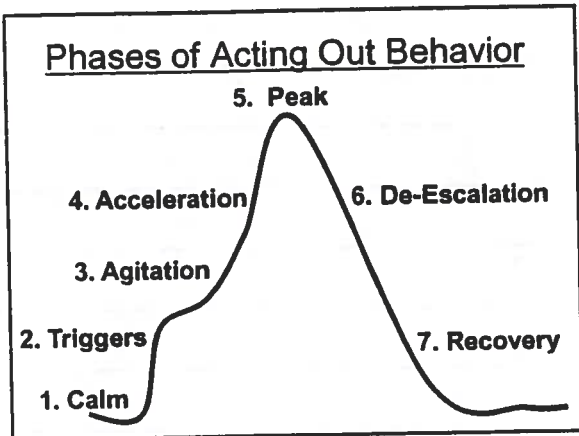 Phases of Acting Out Behavior
5. Peak
4. Acceleration
6. De-Escalation
3. Agitation
2. Triggers
7. Recovery
1. Calm